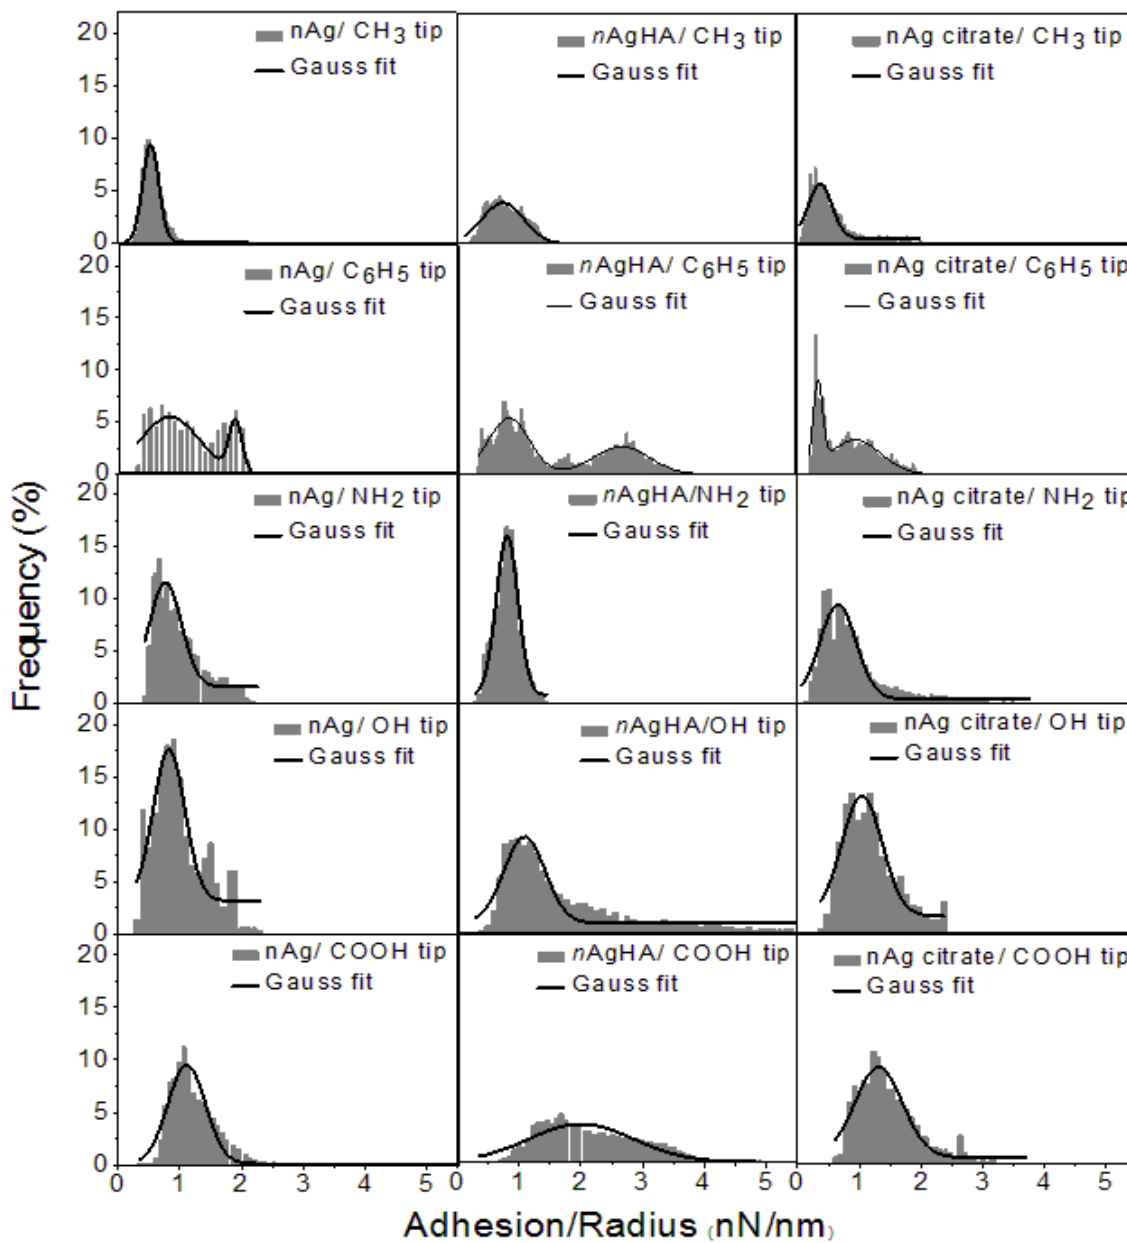 20
15
10
5
0
nAg/ CH3 tip
Gauss fit
nAgHA/ CH3 tip
Gauss fit
nAg citrate/ CH3 tip
Gauss fit
20
15
10
5
0
nAg/ C6H5 tip
Gauss fit
nAgHA/ C6H5 tip
Gauss fit
nAg citrate/ C6H5 tip
Gauss fit
Frequency (%)
20
15
10
5
0
nAg/ NH2 tip
Gauss fit
nAgHA/NH2 tip
Gauss fit
nAg citrate/ NH2 tip
Gauss fit
20
15
10
5
0
nAg/ OH tip
Gauss fit
nAgHA/OH tip
Gauss fit
nAg citrate/ OH tip
Gauss fit
20
15
10
5
0
nAg/ COOH tip
Gauss fit
nAgHA/ COOH tip
Gauss fit
nAg citrate/ COOH tip
Gauss fit
0 1 2 3 4 5 0 1 2 3 4 5 0 1 2 3 4 5
Adhesion/Radius (nN/nm)